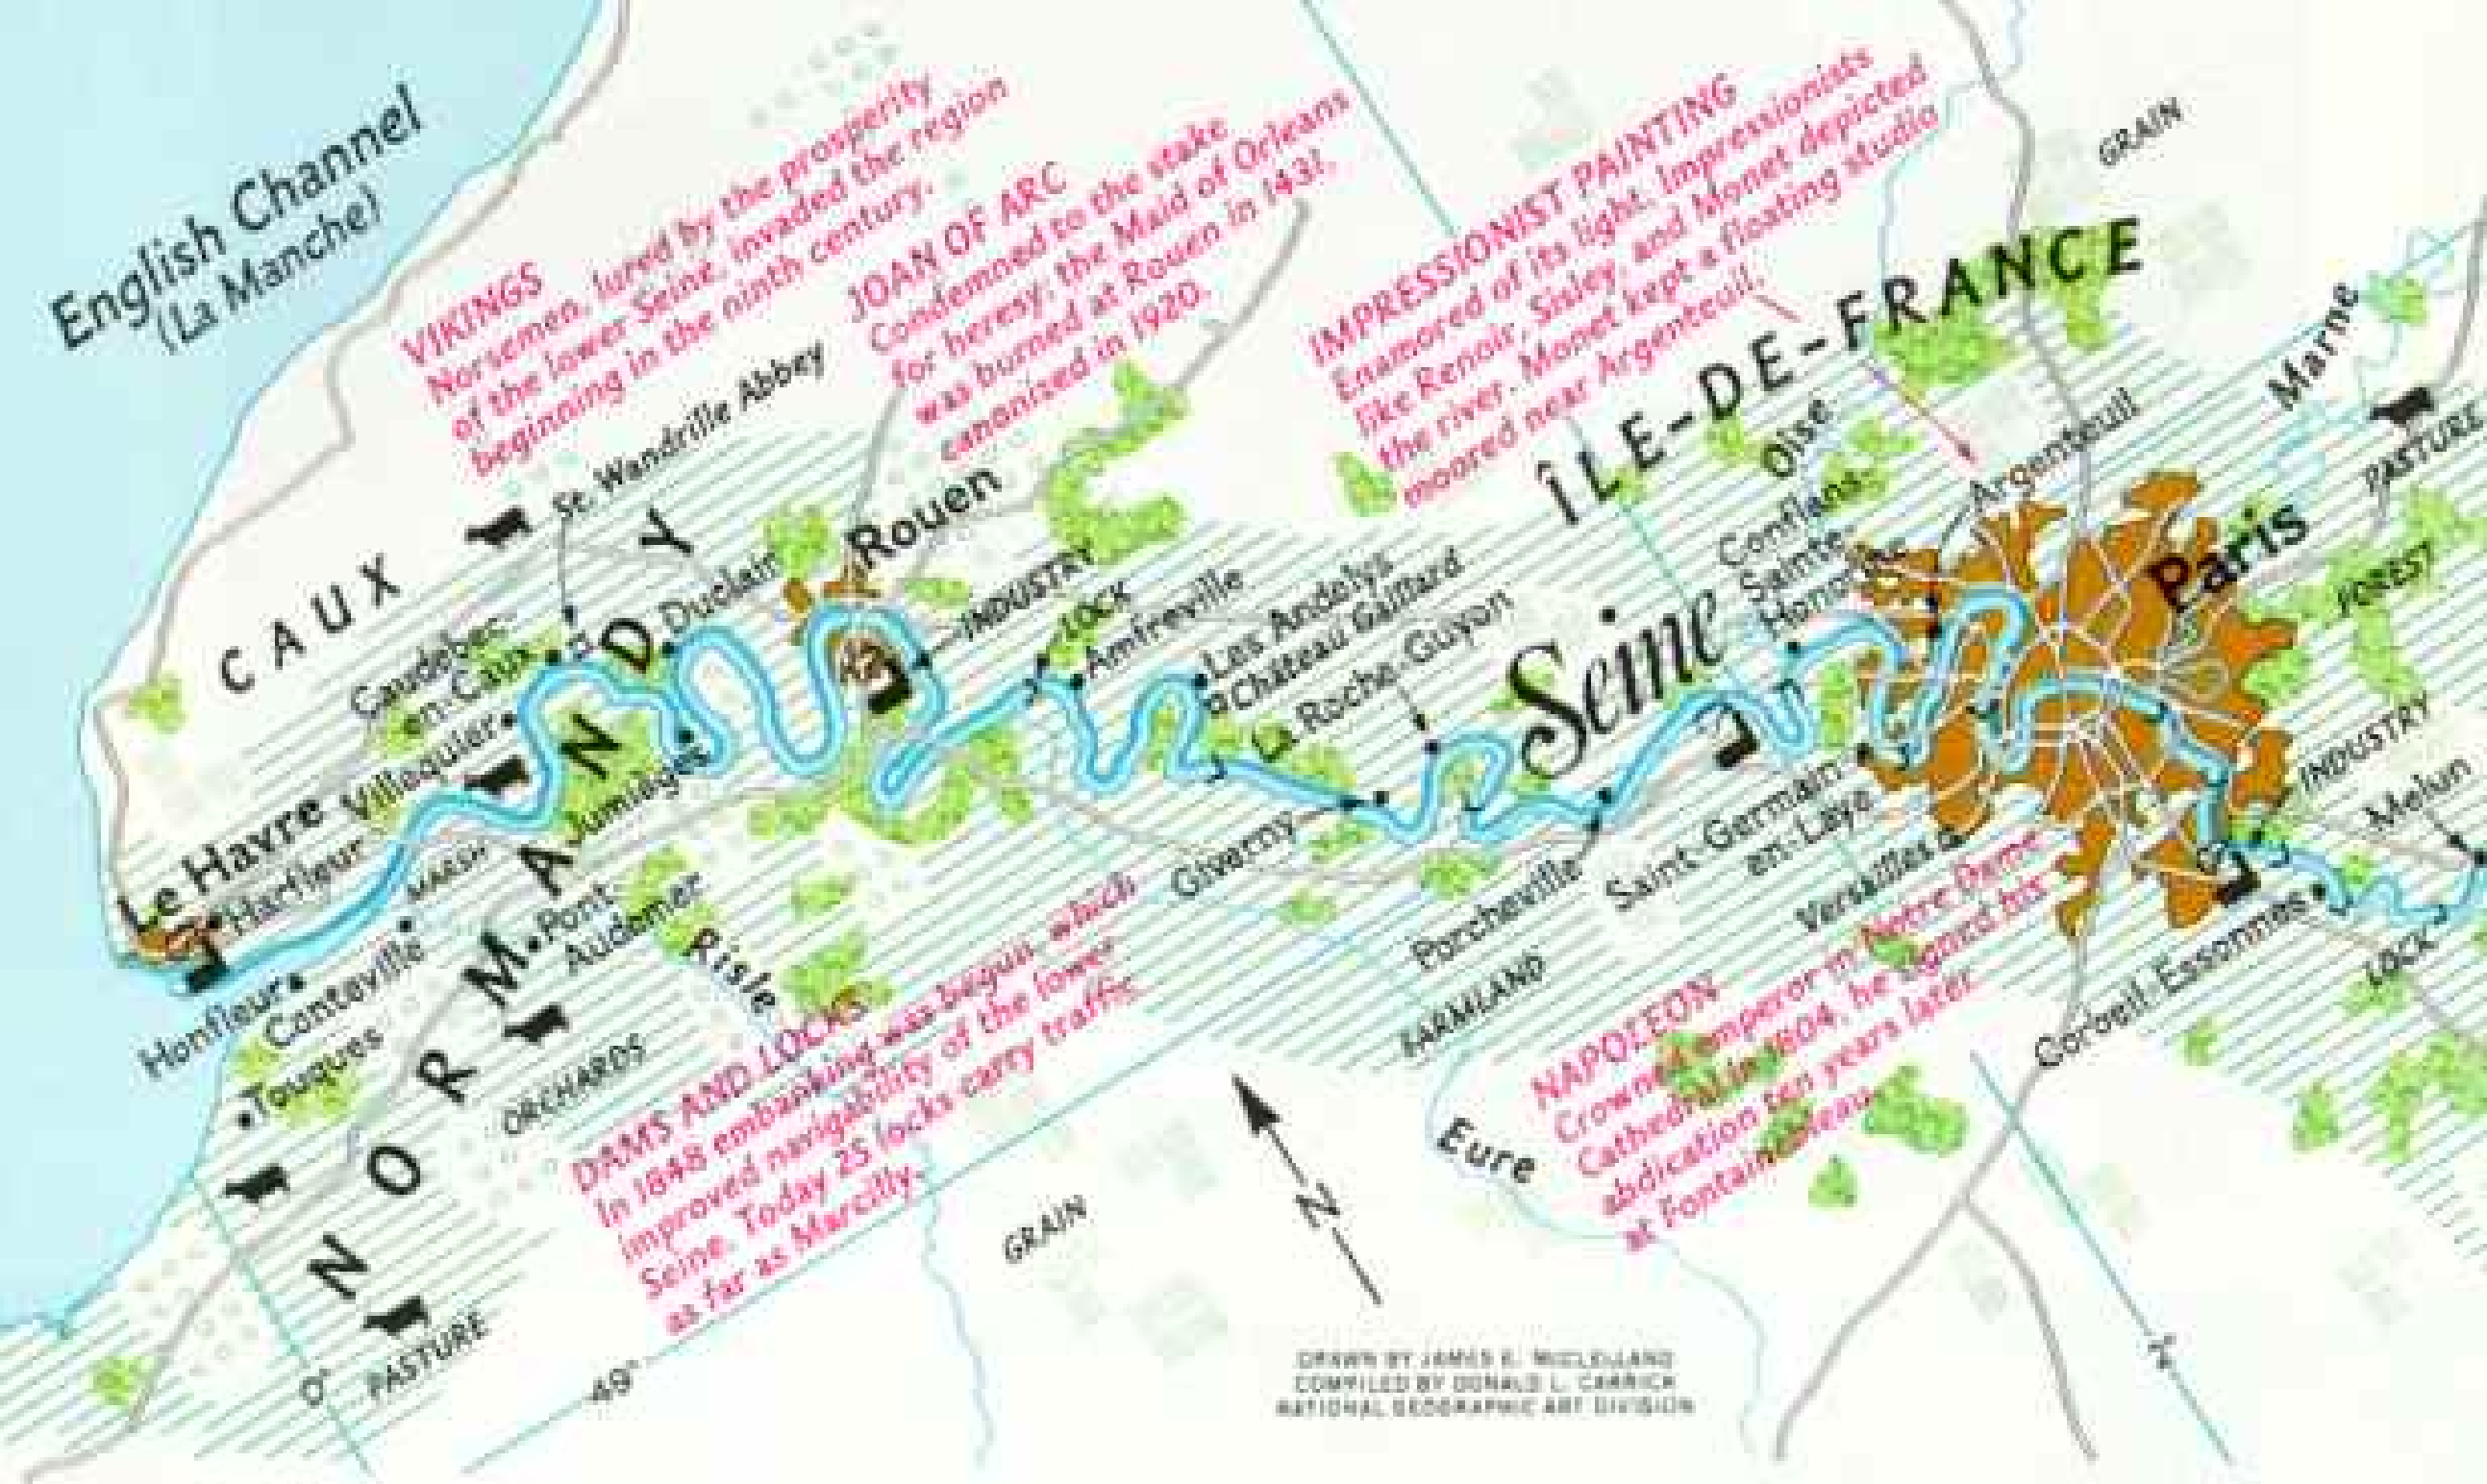 English Channel
(La Manche)
VIKINGS
Norsemen, lured by the prosperity
of the lower Seine, invaded the region
beginning in the ninth century.
JOAN OF ARC
Condemned to the stake
for heresy, the Maid of Orleans
was burned at Rouen in 1431,
canonized in 1920.
IMPRESSIONIST PAINTING
Enamored of its light, Impressionists
like Renoir, Sisley, and Monet depicted
the river. Monet kept a floating studio
moored near Argenteuil.
GRAIN
ÎLE-DE-FRANCE
Marne
PASTURE
St. Wandrille Abbey
Rouen
Oise
Conflans-
Sainte-
Honorine
Argenteuil
Paris
FOREST
CAUX
Caudebec-
en-Caux
Duclair
INDUSTRY
LOCK
Amfreville
Les Andelys
Château Gaillard
La Roche-Guyon
Seine
Villequier
Jumièges
Le Havre
Harfleur
MARSH
NORMANDY
Pont
Audemer
Risle
Giverny
Porcheville
Saint-Germain-
en-Laye
Versailles
INDUSTRY
Melun
LOCK
Corbeil-Essonnes
Honfleur
Conteville
Touques
ORCHARDS
FARMLAND
DAMS AND LOCKS
In 1848 embanking was begun which
improved navigability of the lower
Seine. Today 25 locks carry traffic
as far as Marcilly.
NAPOLEON
Crowned emperor in Notre Dame
Cathedral in 1804, he signed his
abdication ten years later
at Fontainebleau.
Eure
N
GRAIN
PASTURE
0°
49°
2°
DRAWN BY JAMES E. McCLELLAND
COMPILED BY DONALD L. CARRICK
NATIONAL GEOGRAPHIC ART DIVISION